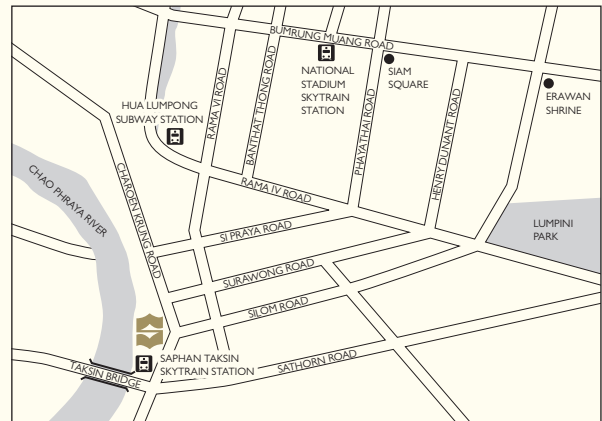 BUMRUNG MUANG ROAD
NATIONAL
STADIUM
SKYTRAIN
STATION
SIAM
SQUARE
ERAWAN
SHRINE
HUA LUMPONG
SUBWAY STATION
RAMA VI ROAD
BANTHAT THONG ROAD
PHAYATHAI ROAD
HENRY DUNANT ROAD
CHAO PHRAYA RIVER
CHAROEN KRUNG ROAD
RAMA IV ROAD
LUMPINI
PARK
SI PRAYA ROAD
SURAWONG ROAD
SILOM ROAD
SAPHAN TAKSIN
SKYTRAIN STATION
SATHORN ROAD
TAKSIN BRIDGE